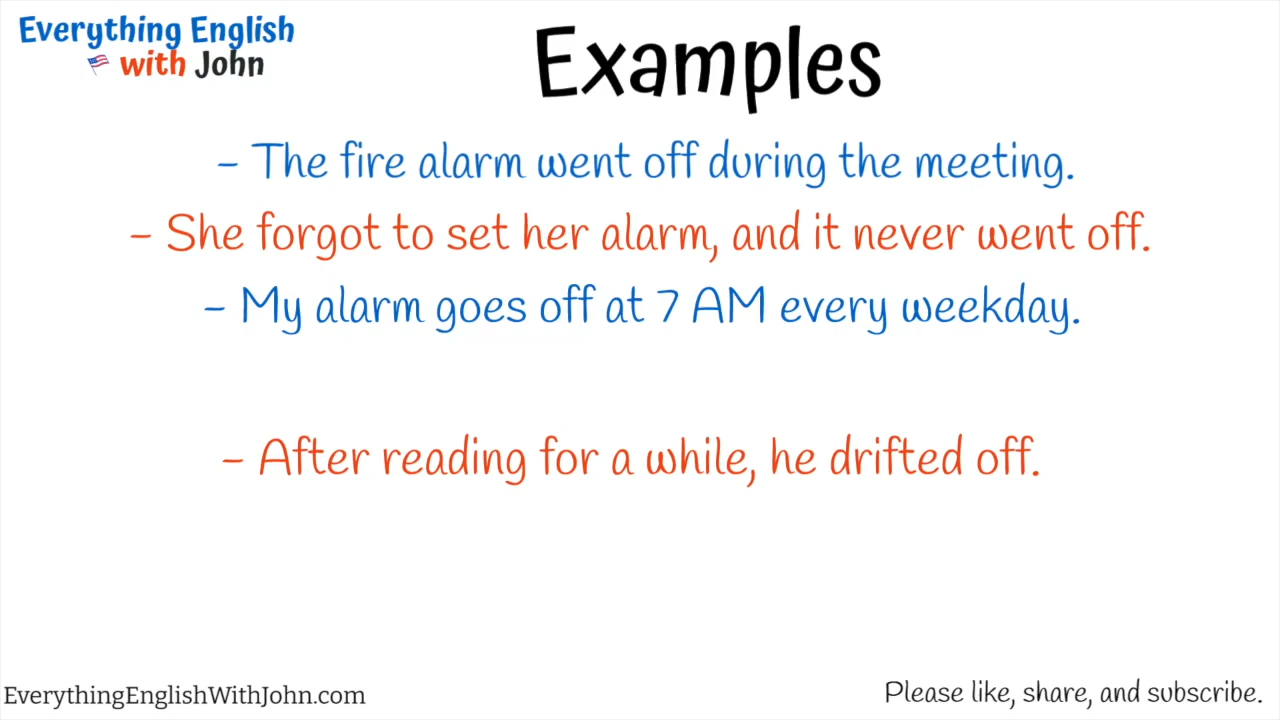 Everything English
with John
Examples
- The fire alarm went off during the meeting.
- She forgot to set her alarm, and it never went off.
- My alarm goes off at 7 AM every weekday.
- After reading for a while, he drifted off.
EverythingEnglishWithJohn.com
Please like, share, and subscribe.